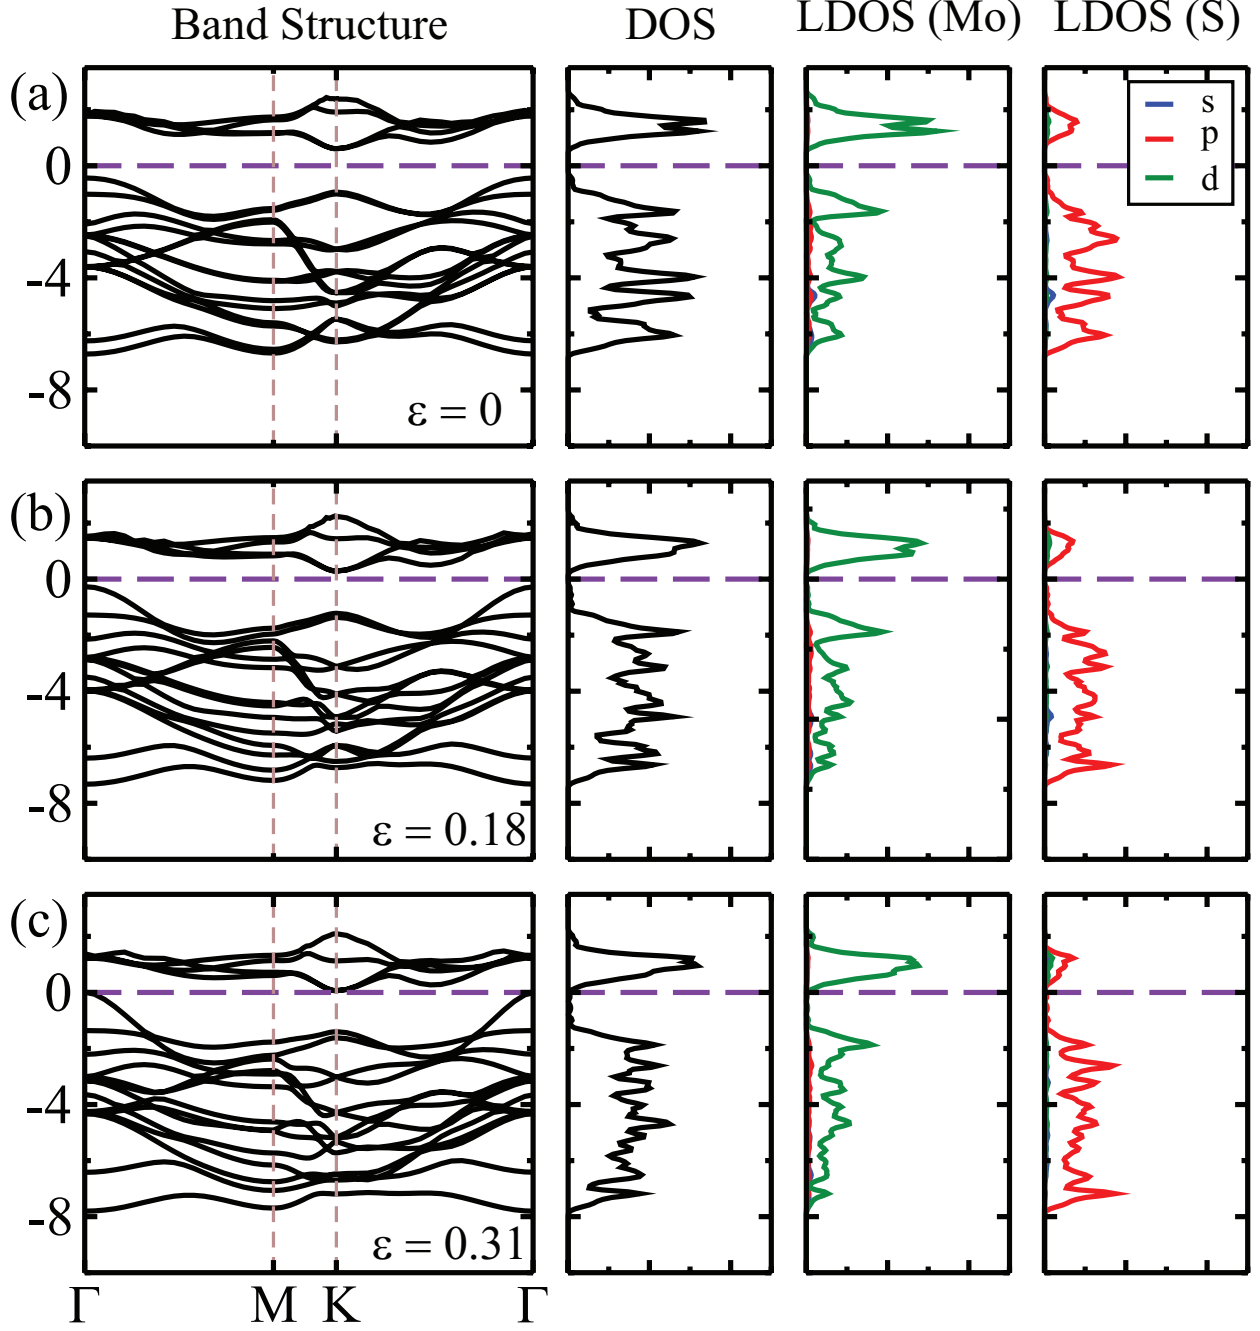 Band Structure DOS LDOS (Mo) LDOS (S)
(a)
s
p
d
0
-4
-8
ε = 0
(b)
0
-4
-8
ε = 0.18
(c)
0
-4
-8
ε = 0.31
Γ M K Γ